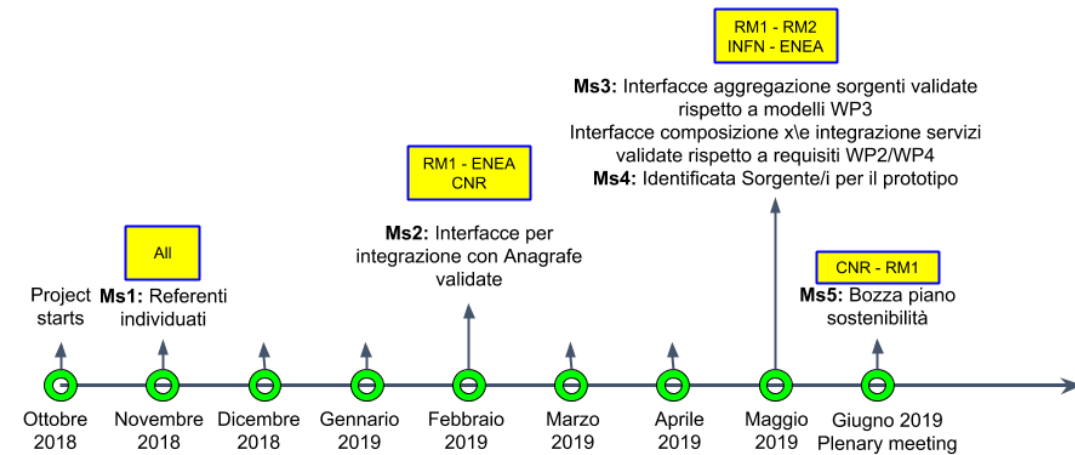 RM1 - RM2
INFN - ENEA
Ms3: Interfacce aggregazione sorgenti validate
rispetto a modelli WP3
Interfacce composizione x\e integrazione servizi
validate rispetto a requisiti WP2/WP4
Ms4: Identificata Sorgente/i per il prototipo
RM1 - ENEA
CNR
Ms2: Interfacce per
integrazione con Anagrafe
validate
All
Project
starts
Ms1: Referenti
individuati
CNR - RM1
Ms5: Bozza piano
sostenibilità
Ottobre
2018
Novembre
2018
Dicembre
2018
Gennario
2019
Febbraio
2019
Marzo
2019
Aprile
2019
Maggio
2019
Giugno 2019
Plenary meeting